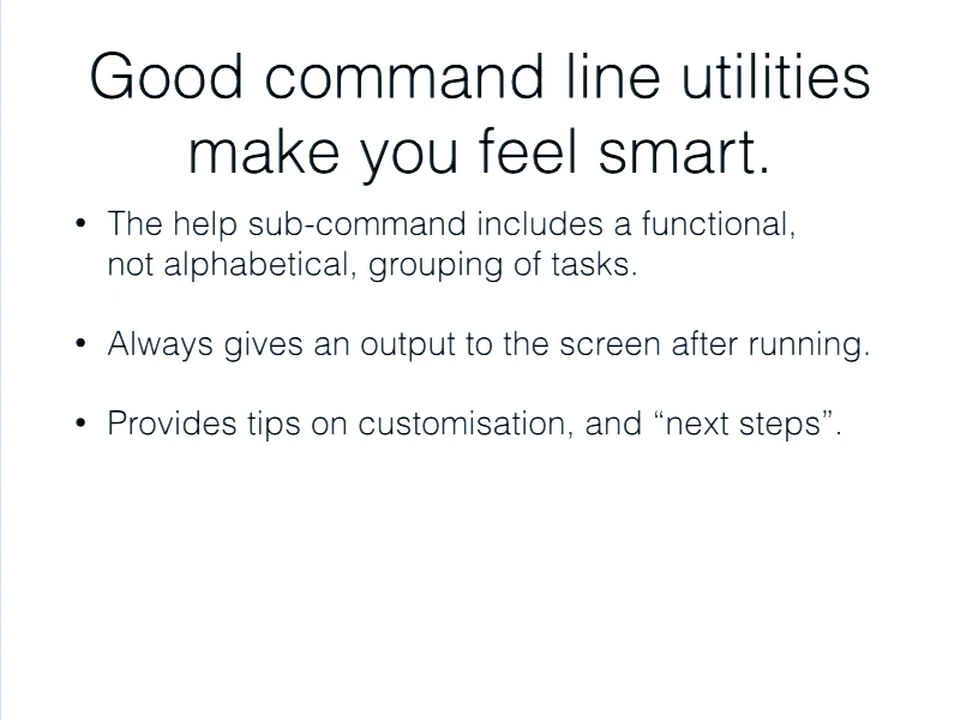 Good command line utilities
make you feel smart.
• The help sub-command includes a functional,
not alphabetical, grouping of tasks.
• Always gives an output to the screen after running.
• Provides tips on customisation, and “next steps”.